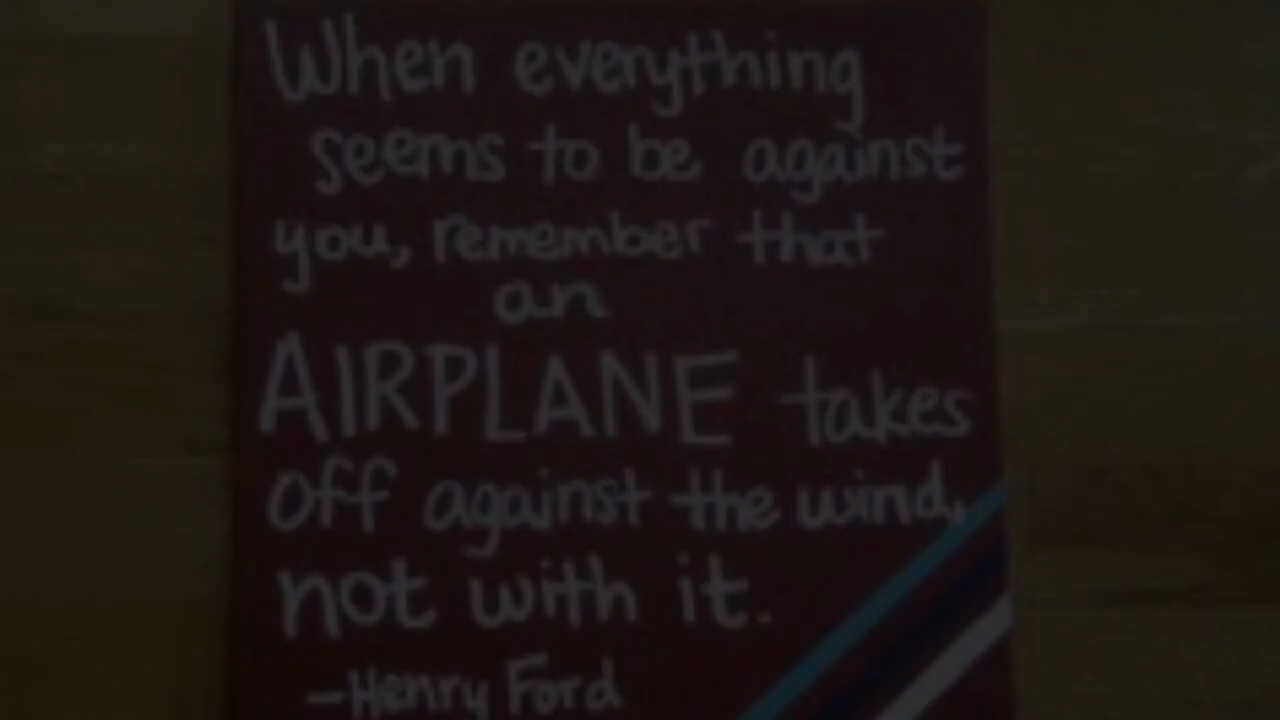 When everything
seems to be against
you, remember that
an
AIRPLANE takes
off against the wind,
not with it.
-Henry Ford